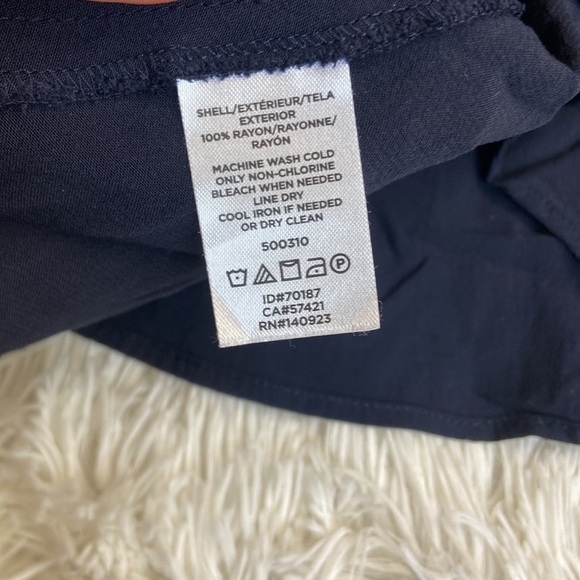 SHELL/EXTÉRIEUR/TELA
EXTERIOR
100% RAYON/RAYONNE/
RAYÓN
MACHINE WASH COLD
ONLY NON-CHLORINE
BLEACH WHEN NEEDED
LINE DRY
COOL IRON IF NEEDED
OR DRY CLEAN
500310
P
ID#70187
CA#57421
RN#140923